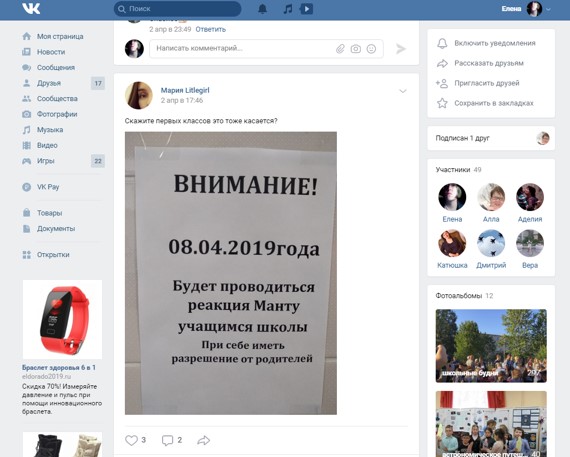 Поиск
Елена
Моя страница
Новости
Сообщения
Друзья 17
Сообщества
Фотографии
Музыка
Видео
Игры 22
VK Pay
Товары
Документы
Открытки
Браслет здоровья 6 в 1
eldorado2019.ru
Скидка 70%! Измеряйте
давление и пульс при
помощи инновационного
браслета.
2 апр в 23:49 Ответить
Написать комментарий...
Мария Litlegirl
2 апр в 17:46
Скажите первых классов это тоже касается?
ВНИМАНИЕ!
08.04.2019года
Будет проводиться
реакция Манту
учащимся школы
При себе иметь
разрешение от родителей
3
2
Включить уведомления
Рассказать друзьям
Пригласить друзей
Сохранить в закладках
Подписан 1 друг
Участники 49
Елена
Алла
Аделия
Катюшка
Дмитрий
Вера
Фотоальбомы 12
школьные будни 297
астрономическое путеш... 40